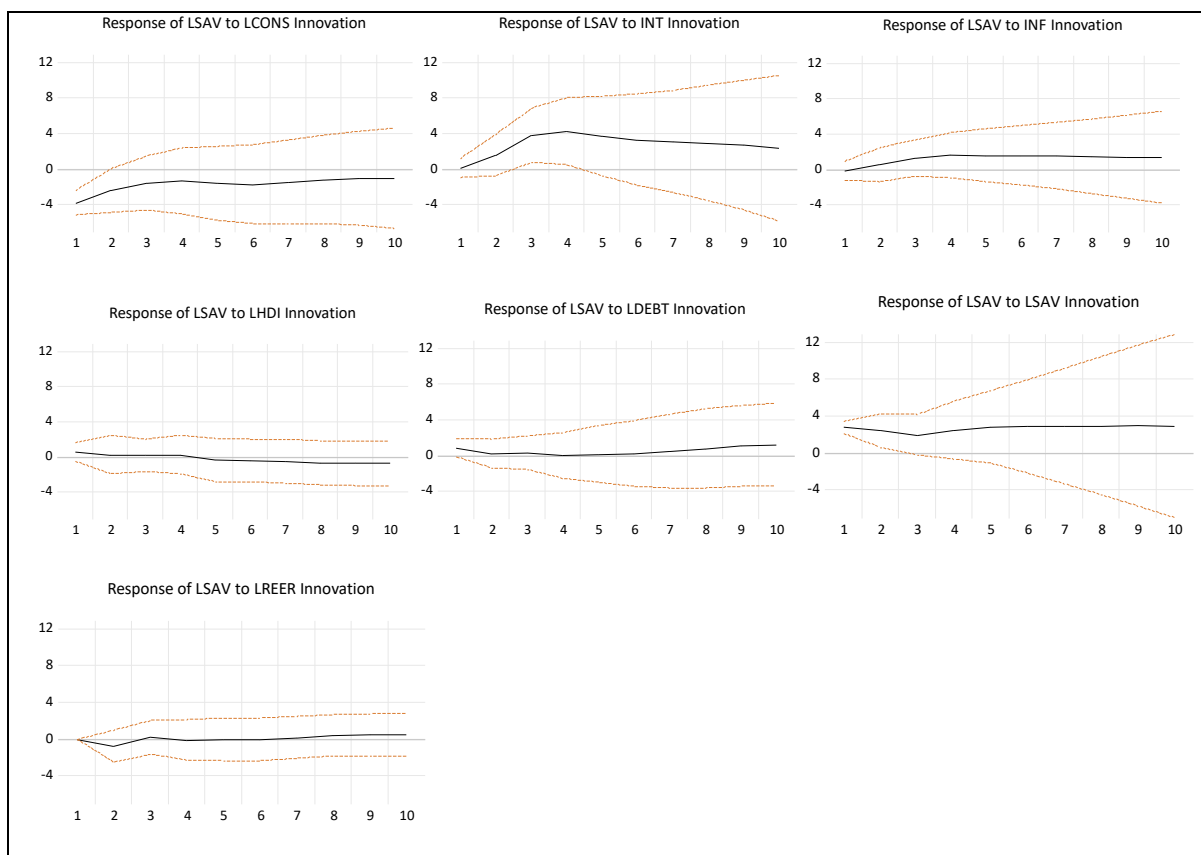 Response of LSAV to LCONS Innovation
12
8
4
0
-4
1 2 3 4 5 6 7 8 9 10
Response of LSAV to INT Innovation
12
8
4
0
-4
1 2 3 4 5 6 7 8 9 10
Response of LSAV to INF Innovation
12
8
4
0
-4
1 2 3 4 5 6 7 8 9 10
Response of LSAV to LHDI Innovation
12
8
4
0
-4
1 2 3 4 5 6 7 8 9 10
Response of LSAV to LDEBT Innovation
12
8
4
0
-4
1 2 3 4 5 6 7 8 9 10
Response of LSAV to LSAV Innovation
12
8
4
0
-4
1 2 3 4 5 6 7 8 9 10
Response of LSAV to LREER Innovation
12
8
4
0
-4
1 2 3 4 5 6 7 8 9 10